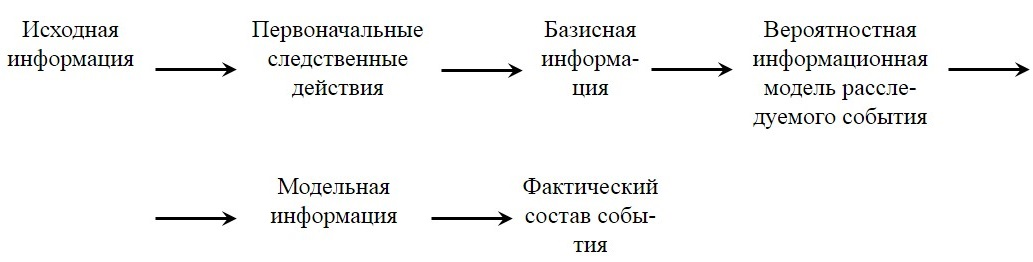 Исходная
информация
Первоначальные
следственные
действия
Базисная
информа-
ция
Вероятностная
информационная
модель рассле-
дуемого события
Модельная
информация
Фактический
состав собы-
тия